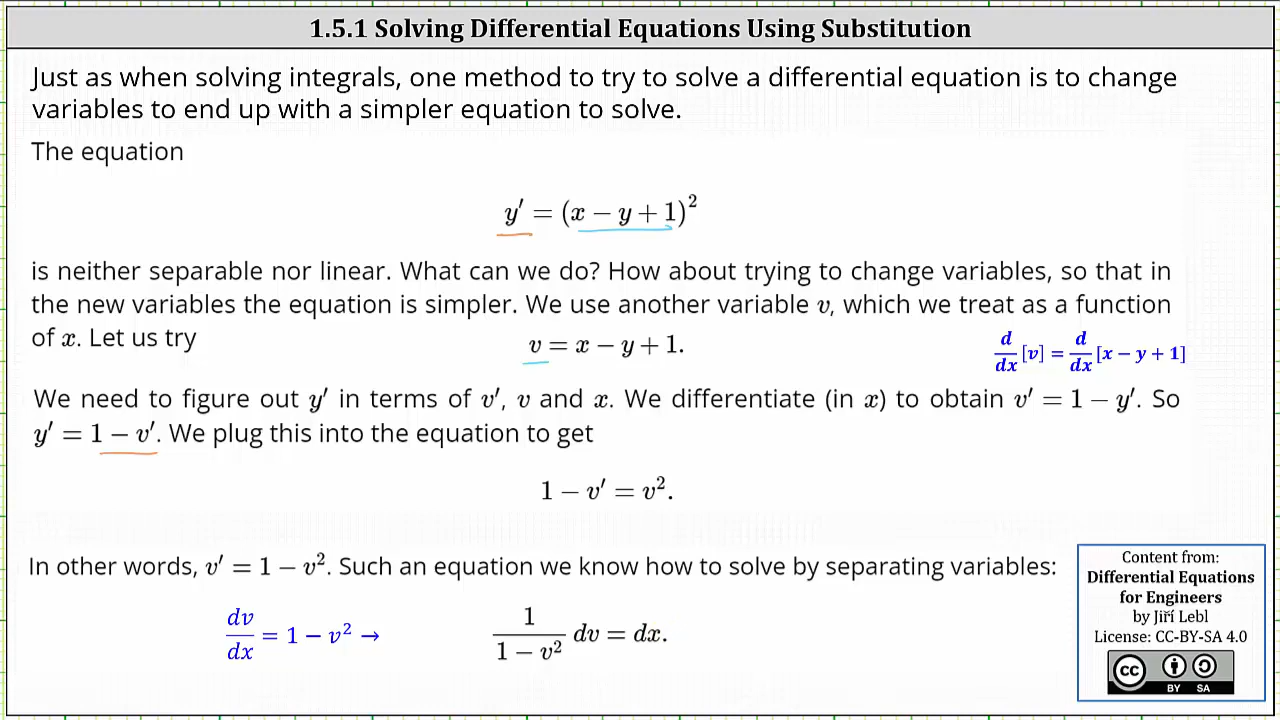 1.5.1 Solving Differential Equations Using Substitution
Just as when solving integrals, one method to try to solve a differential equation is to change
variables to end up with a simpler equation to solve.
The equation
y′ = (x − y + 1)²
is neither separable nor linear. What can we do? How about trying to change variables, so that in
the new variables the equation is simpler. We use another variable v, which we treat as a function
of x. Let us try
v = x − y + 1.
d/dx [v] = d/dx [x − y + 1]
We need to figure out y′ in terms of v′, v and x. We differentiate (in x) to obtain v′ = 1 − y′. So
y′ = 1 − v′. We plug this into the equation to get
1 − v′ = v².
In other words, v′ = 1 − v². Such an equation we know how to solve by separating variables:
dv/dx = 1 − v² →
1/(1 − v²) dv = dx.
Content from:
Differential Equations
for Engineers
by Jiří Lebl
License: CC-BY-SA 4.0
cc
BY SA